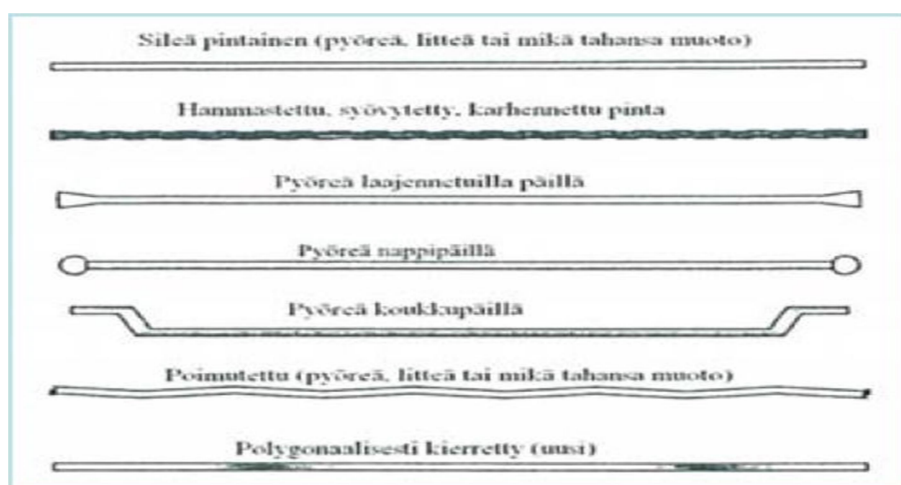 Sileä pintainen (pyöreä, litteä tai mikä tahansa muoto)
Hammastettu, syövytetty, karhennettu pinta
Pyöreä laajennetuilla päillä
Pyöreä nappipäillä
Pyöreä koukkupäillä
Poimutettu (pyöreä, litteä tai mikä tahansa muoto)
Polygonaalisesti kierretty (uusi)